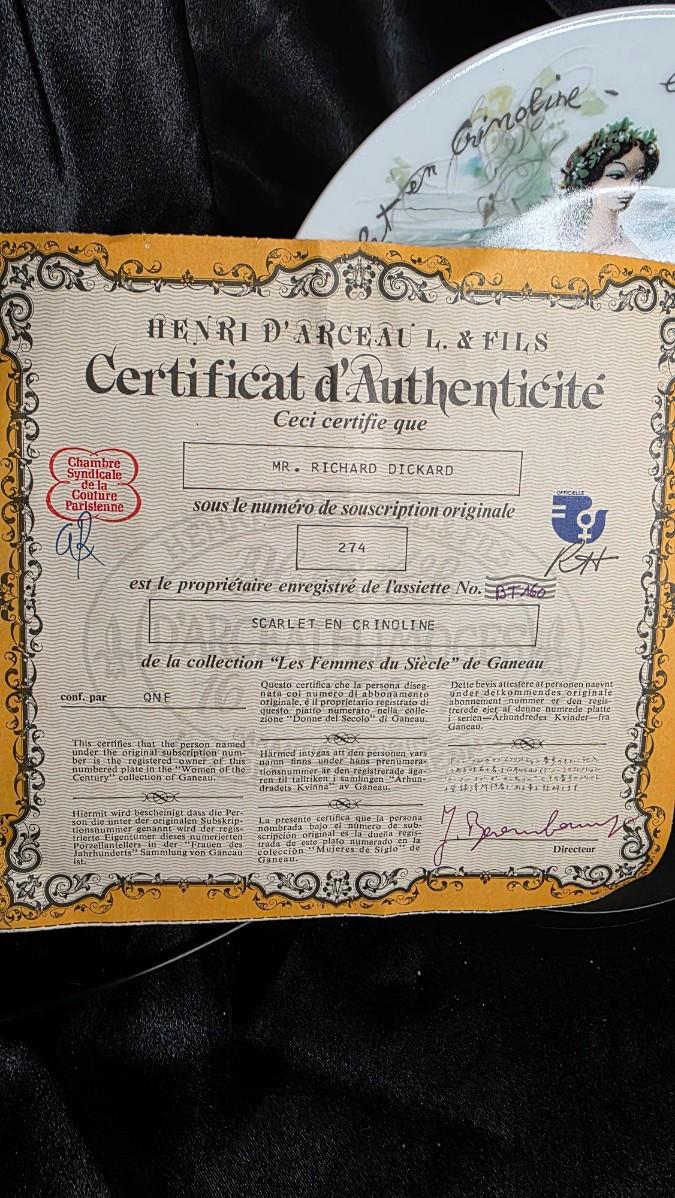 en Crinoline -
HENRI D'ARCEAU L. & FILS
Certificat d'Authenticité
Ceci certifie que
MR. RICHARD DICKARD
Chambre
Syndicale
de la
Couture
Parisienne
sous le numéro de souscription originale
OFFICIELLE
274
est le propriétaire enregistré de l'assiette No. BT160
SCARLET EN CRINOLINE
de la collection "Les Femmes du Siècle" de Ganeau
conf. par QNE
This certifies that the person named
under the original subscription num-
ber is the registered owner of this
numbered plate in the "Women of the
Century" collection of Ganeau.
Hiermit wird bescheinigt dass die Per-
son die unter der originalen Subskrip-
tionsnummer genannt wird der regis-
trierte Eigentümer dieses numerierten
Porzellantellers in der "Frauen des
Jahrhunderts" Sammlung von Ganeau
ist.
Questo certifica che la persona diseg-
nata col numero di abbonamento
originale, é il proprietario registrato di
questo piatto numerato nella colle-
zione "Donne del Secolo" di Ganeau.
Härmed intygas att den personen vars
namn finns under hans prenumera-
tionsnummer är den registrerade äga-
ren till tallriken i samlingen "Århun-
dradets Kvinna" av Ganeau.
La presente certifica que la persona
nombrada bajo el número de sub-
scripción original es la dueña regis-
trada de este plato numerado en la
colección "Mujeres de Siglo" de
Ganeau.
Dette bevis attestere at personen naevnt
under detkommendes originale
abonnement nummer er den regis-
trerede ejer af denne numrede platte
i serien—Århundredes Kvinder—fra
Ganeau.
Directeur